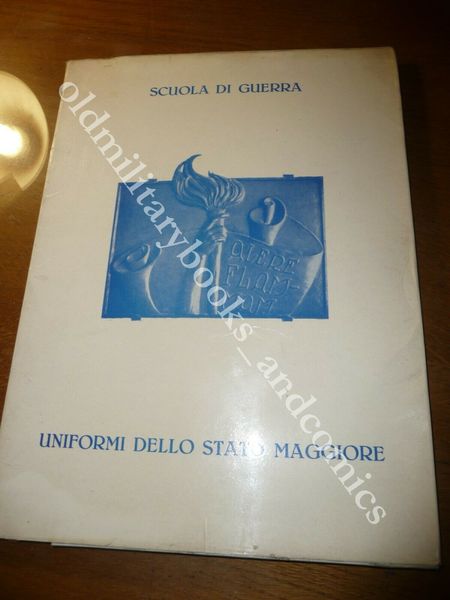 SCUOLA DI GUERRA
ALERE
FLAM-
MAM
UNIFORMI DELLO STATO MAGGIORE
oldmilitarybooks_andcomics